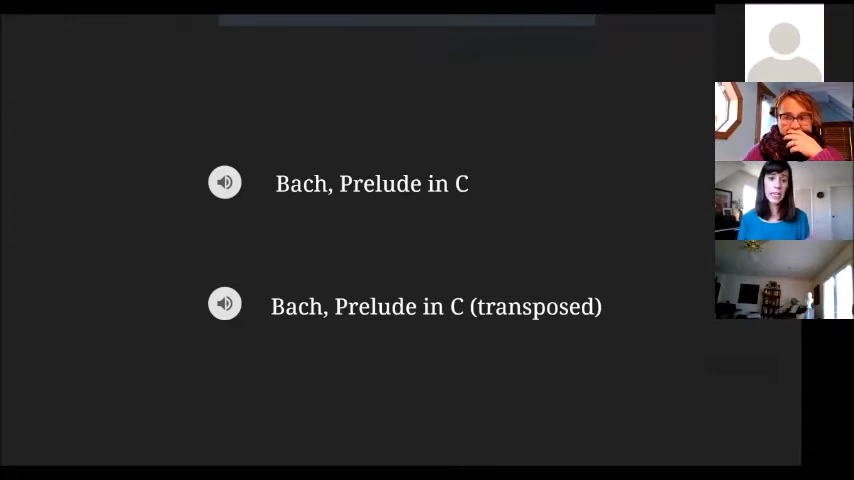 Bach, Prelude in C
Bach, Prelude in C (transposed)